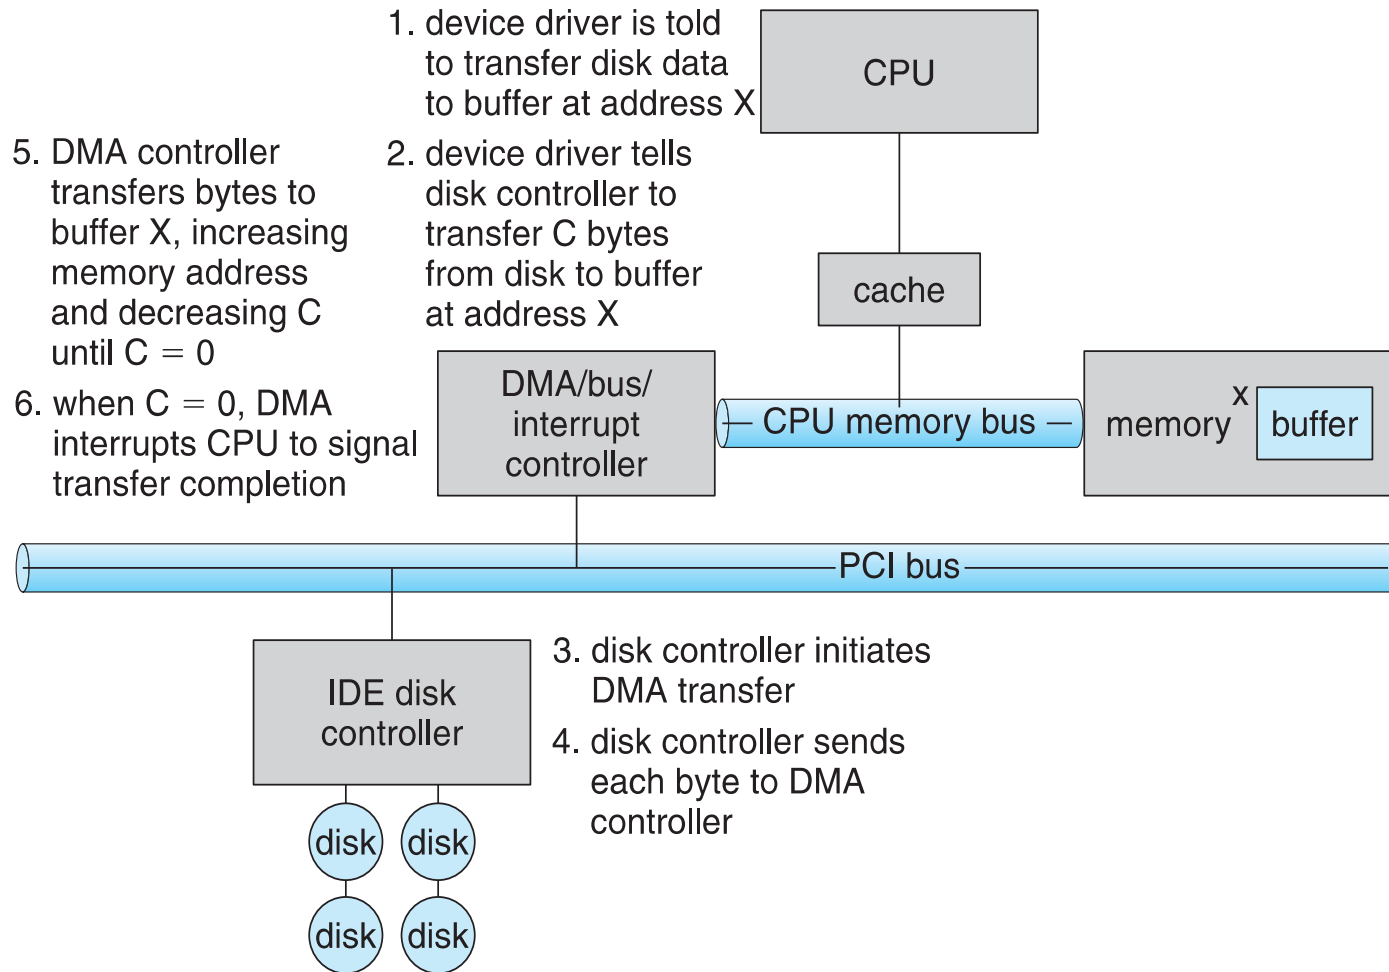 1. device driver is told
to transfer disk data
to buffer at address X
CPU
5. DMA controller
transfers bytes to
buffer X, increasing
memory address
and decreasing C
until C = 0
2. device driver tells
disk controller to
transfer C bytes
from disk to buffer
at address X
cache
6. when C = 0, DMA
interrupts CPU to signal
transfer completion
DMA/bus/
interrupt
controller
CPU memory bus
memory
x
buffer
PCI bus
IDE disk
controller
3. disk controller initiates
DMA transfer
4. disk controller sends
each byte to DMA
controller
disk
disk
disk
disk